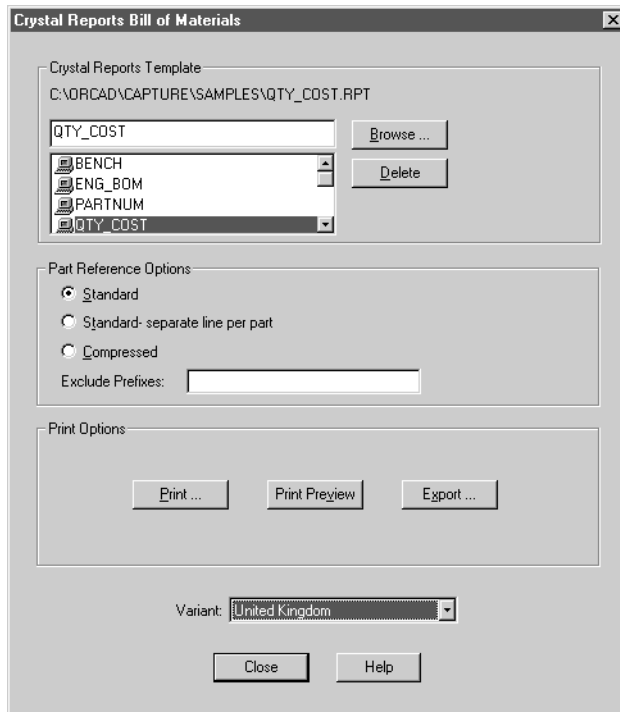 Crystal Reports Bill of Materials
Crystal Reports Template
C:\ORCAD\CAPTURE\SAMPLES\QTY_COST.RPT
QTY_COST
Browse ...
BENCH
ENG_BOM
PARTNUM
QTY_COST
Delete
Part Reference Options
Standard
Standard- separate line per part
Compressed
Exclude Prefixes:
Print Options
Print ...
Print Preview
Export ...
Variant: United Kingdom
Close
Help